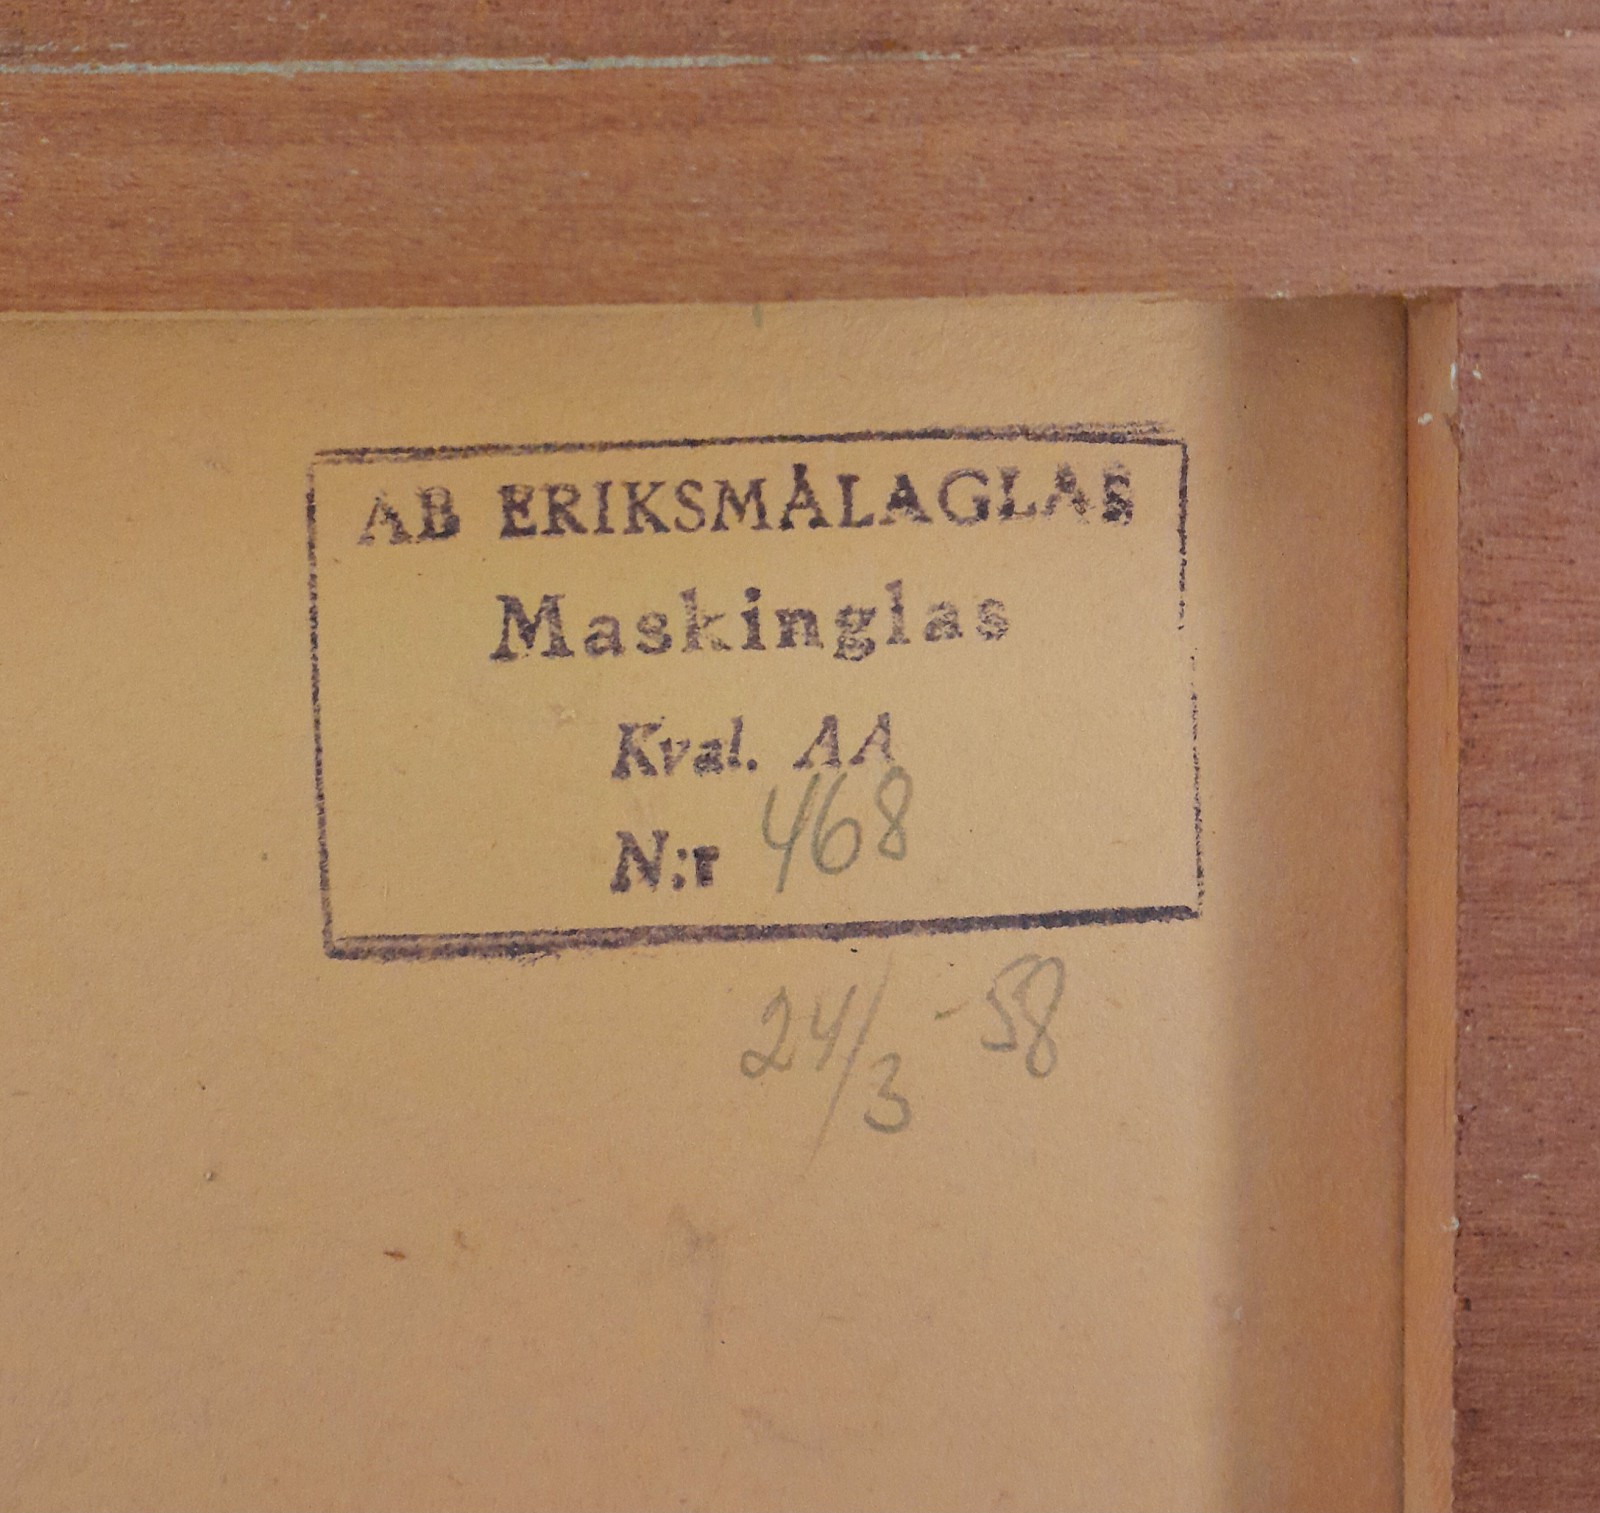 AB ERIKSMÅLAGLAS
Maskinglas
Kval. AA
N:r 468
24/3 -58